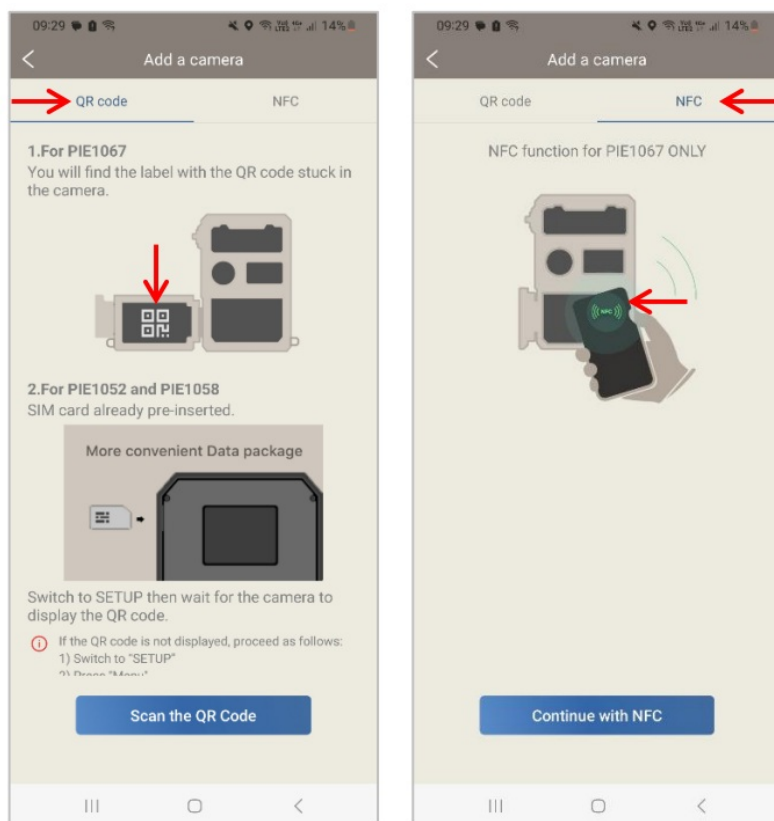 09:29
14%
Add a camera
QR code
NFC
1.For PIE1067
You will find the label with the QR code stuck in
the camera.
2.For PIE1052 and PIE1058
SIM card already pre-inserted.
More convenient Data package
Switch to SETUP then wait for the camera to
display the QR code.
If the QR code is not displayed, proceed as follows:
1) Switch to "SETUP"
2) Press "Menu"
Scan the QR Code
09:29
14%
Add a camera
QR code
NFC
NFC function for PIE1067 ONLY
NFC
Continue with NFC